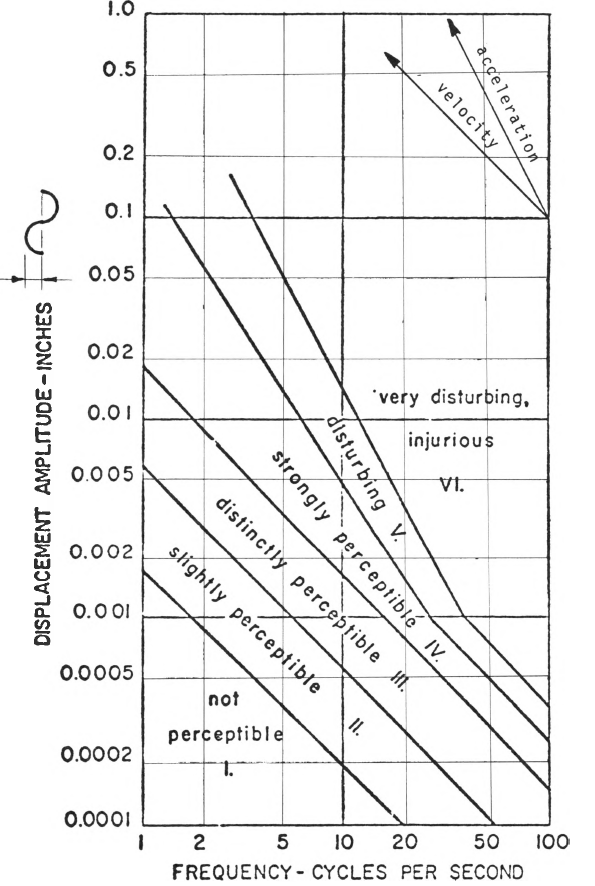 1.0
0.5
0.2
0.1
0.05
0.02
0.01
0.005
0.002
0.001
0.0005
0.0002
0.0001
DISPLACEMENT AMPLITUDE-INCHES
acceleration
velocity
very disturbing,
injurious
VI.
disturbing V.
strongly perceptible IV.
distinctly perceptible III.
slightly perceptible II.
not
perceptible
I.
1 2 5 10 20 50 100
FREQUENCY-CYCLES PER SECOND